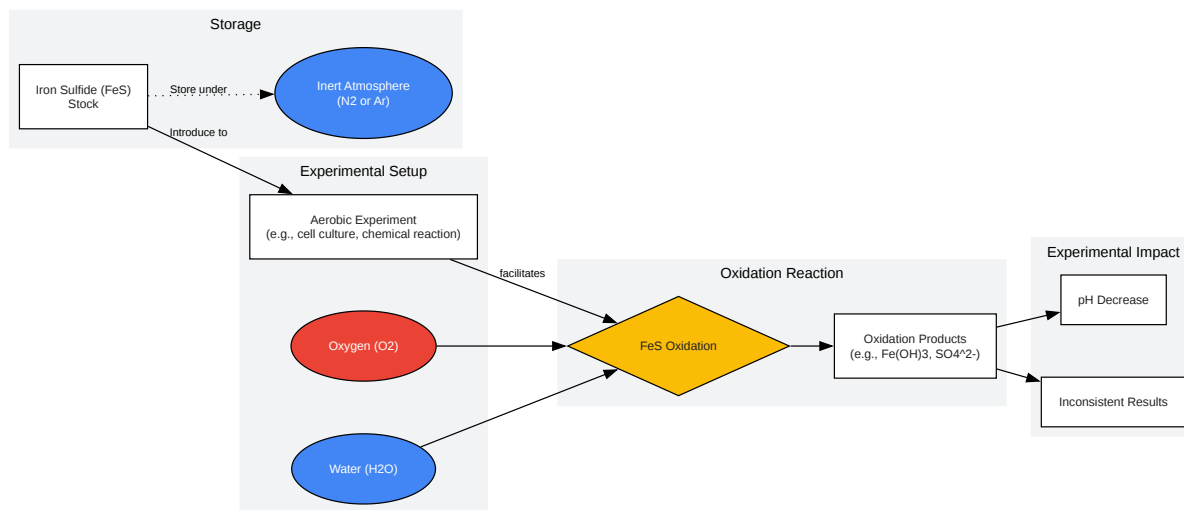 Storage
Iron Sulfide (FeS)
Stock
Store under
Inert Atmosphere
(N2 or Ar)
Introduce to
Experimental Setup
Aerobic Experiment
(e.g., cell culture, chemical reaction)
facilitates
Oxygen (O2)
Water (H2O)
Oxidation Reaction
FeS Oxidation
Oxidation Products
(e.g., Fe(OH)3, SO4^2-)
Experimental Impact
pH Decrease
Inconsistent Results